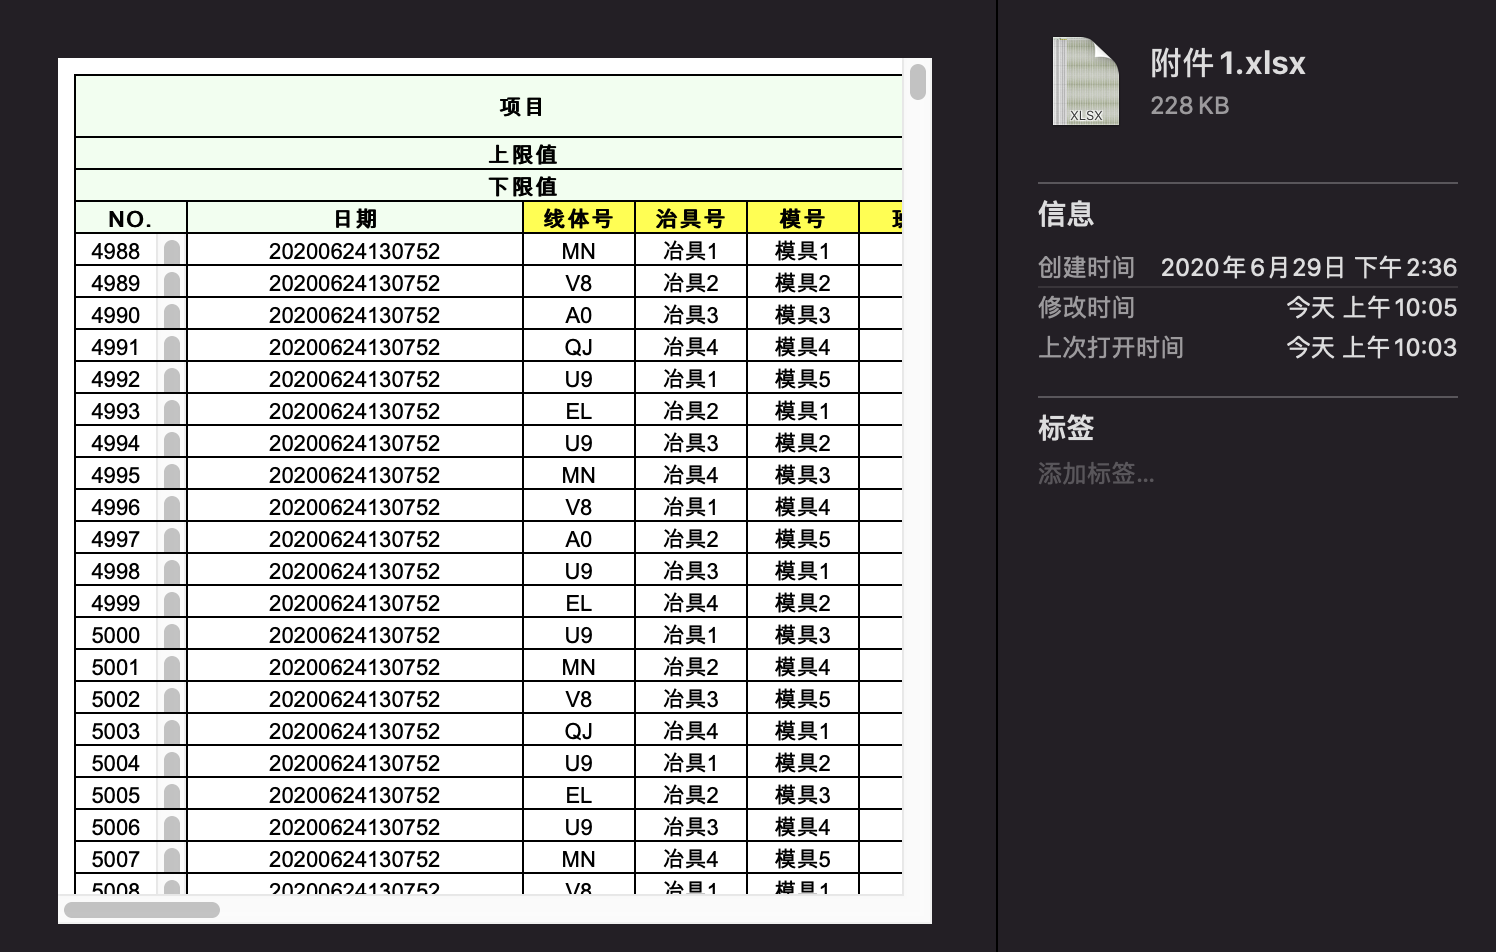 项目
上限值
下限值
NO. 日期 线体号 治具号 模号
4988 20200624130752 MN 冶具1 模具1
4989 20200624130752 V8 冶具2 模具2
4990 20200624130752 A0 冶具3 模具3
4991 20200624130752 QJ 冶具4 模具4
4992 20200624130752 U9 冶具1 模具5
4993 20200624130752 EL 冶具2 模具1
4994 20200624130752 U9 冶具3 模具2
4995 20200624130752 MN 冶具4 模具3
4996 20200624130752 V8 冶具1 模具4
4997 20200624130752 A0 冶具2 模具5
4998 20200624130752 U9 冶具3 模具1
4999 20200624130752 EL 冶具4 模具2
5000 20200624130752 U9 冶具1 模具3
5001 20200624130752 MN 冶具2 模具4
5002 20200624130752 V8 冶具3 模具5
5003 20200624130752 QJ 冶具4 模具1
5004 20200624130752 U9 冶具1 模具2
5005 20200624130752 EL 冶具2 模具3
5006 20200624130752 U9 冶具3 模具4
5007 20200624130752 MN 冶具4 模具5
5008 20200624130752 V8 冶具1 模具1
XLSX
附件 1.xlsx
228 KB
信息
创建时间 2020年6月29日 下午2:36
修改时间 今天 上午10:05
上次打开时间 今天 上午10:03
标签
添加标签...